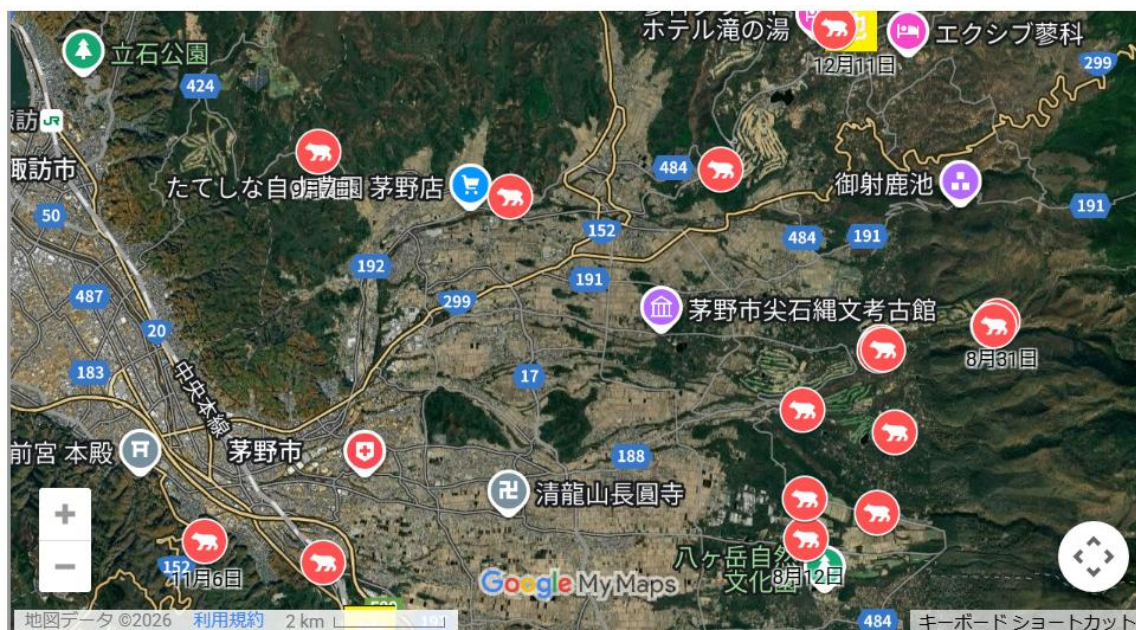 ホテル滝の湯
エクシブ蓼科
12月11日
立石公園
299
424
諏訪
JR
諏訪市
9月7日
たてしな自
園 茅野店
484
御射鹿池
50
191
152
484
191
192
191
487
299
茅野市尖石縄文考古館
20
8月31日
183
17
中央本線
前宮 本殿
茅野市
188
清龍山長圓寺
152
11月6日
八ヶ岳自然
文化園
8月12日
Google MyMaps
484
地図データ ©2026
利用規約
2 km
キーボード ショートカット